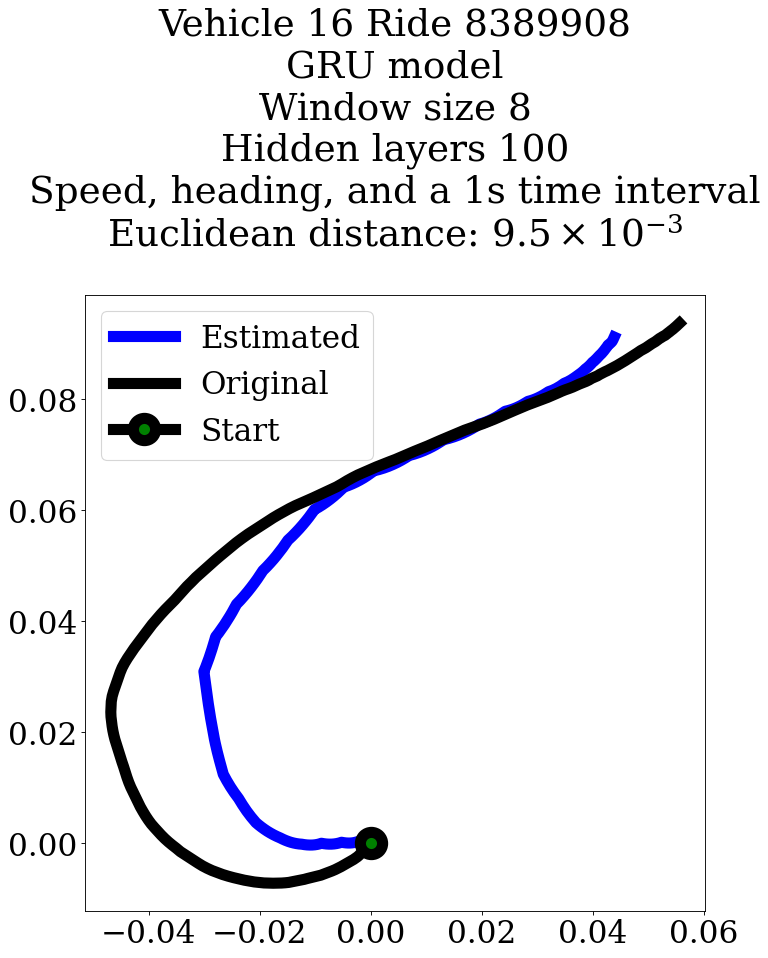 Vehicle 16 Ride 8389908
GRU model
Window size 8
Hidden layers 100
Speed, heading, and a 1s time interval
Euclidean distance: 9.5 × 10⁻³
Estimated
Original
Start
0.08
0.06
0.04
0.02
0.00
−0.04 −0.02 0.00 0.02 0.04 0.06